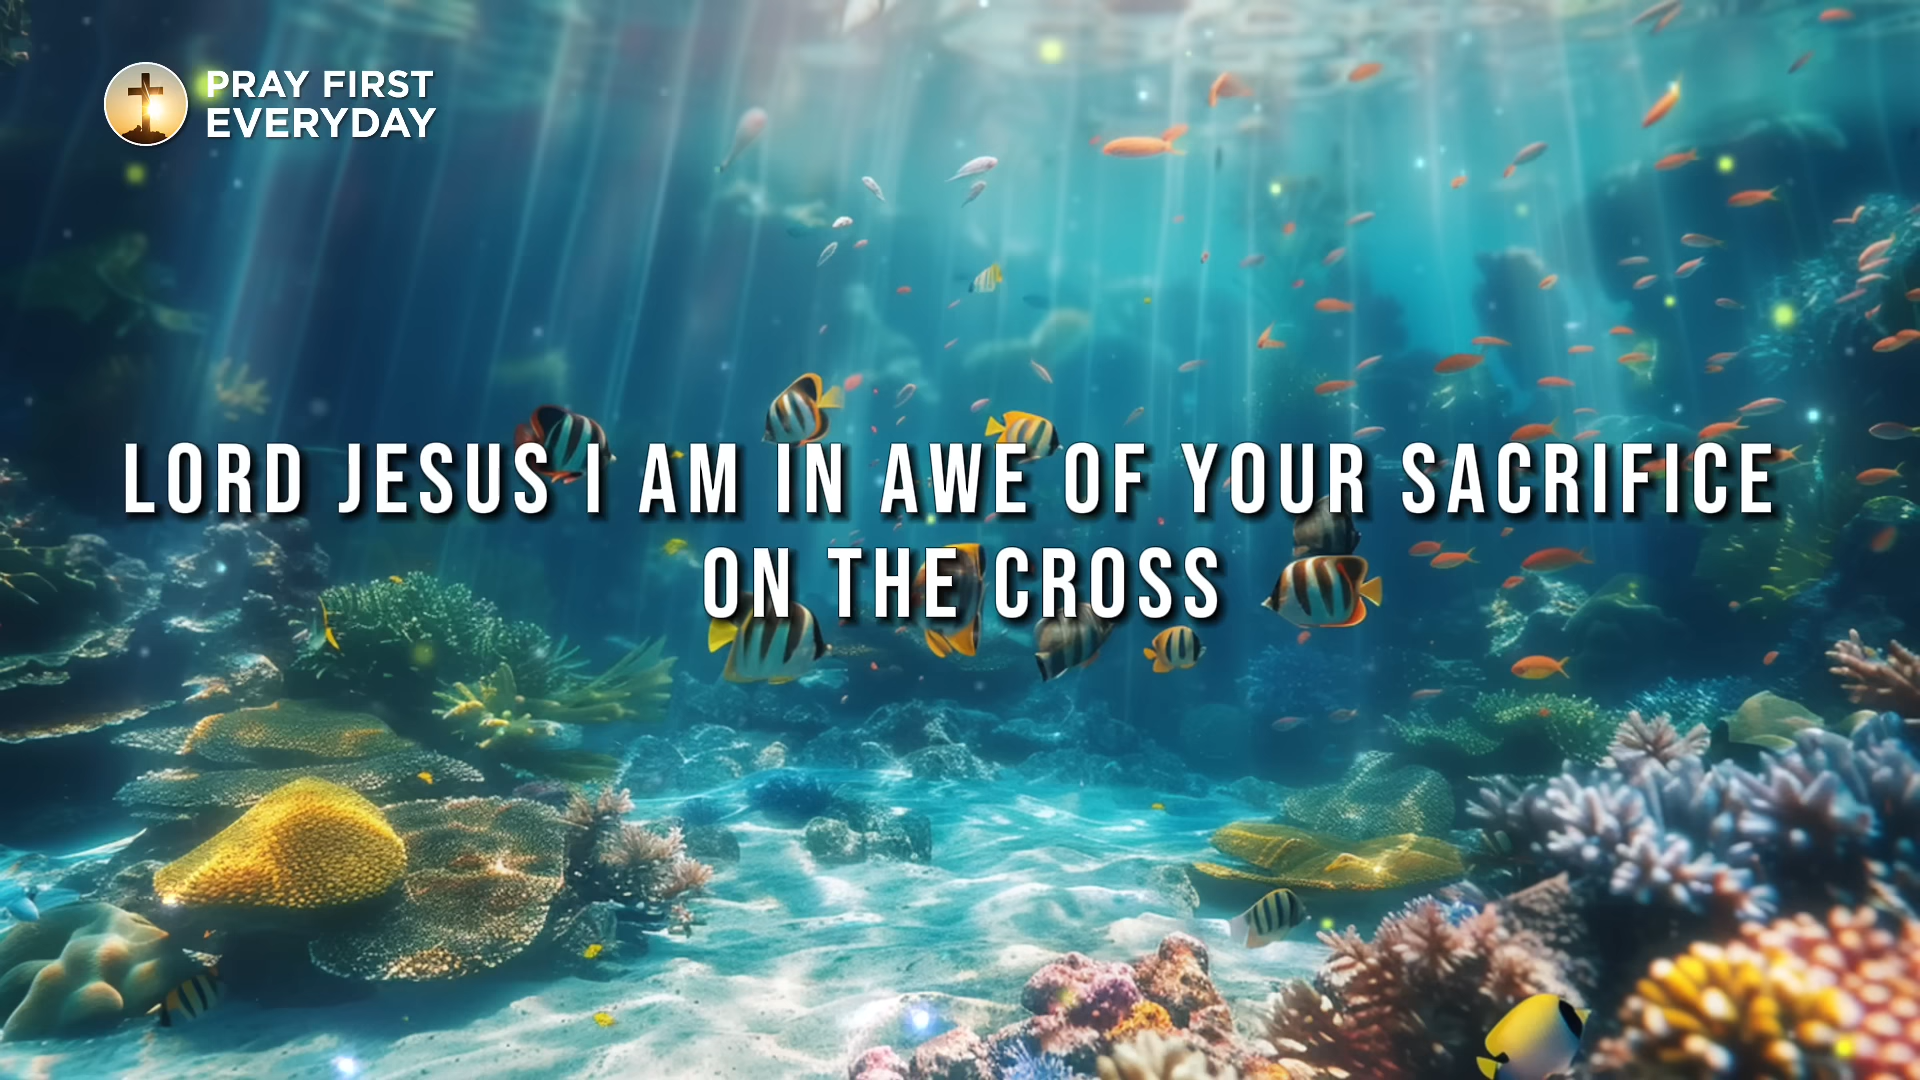 PRAY FIRST
EVERYDAY
LORD JESUS I AM IN AWE OF YOUR SACRIFICE
ON THE CROSS